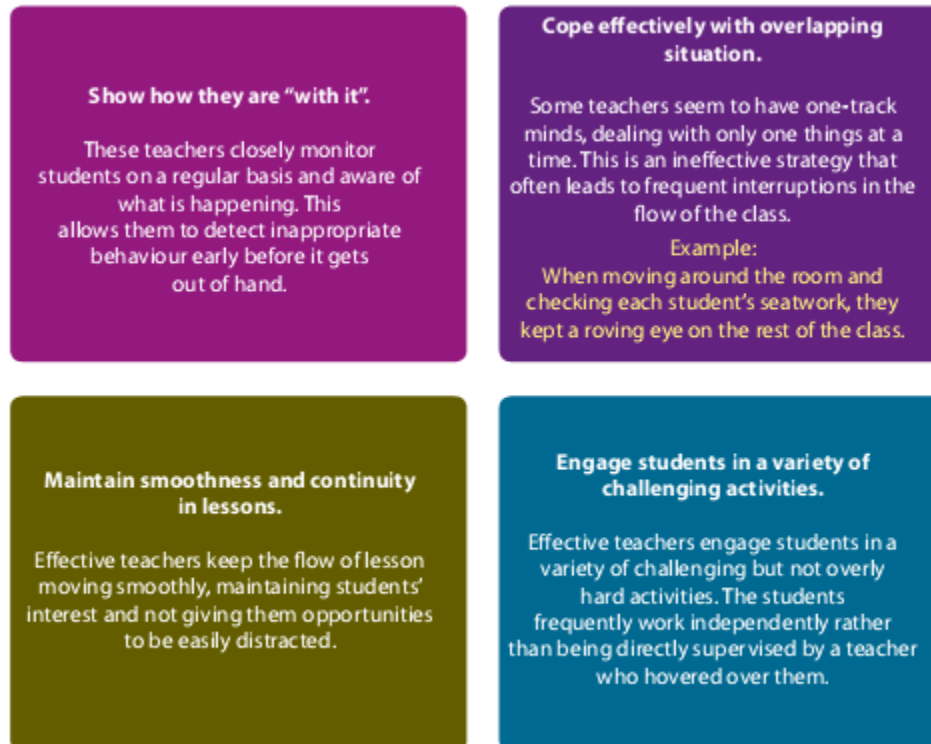 Show how they are “with it”.
These teachers closely monitor
students on a regular basis and aware of
what is happening. This
allows them to detect inappropriate
behaviour early before it gets
out of hand.
Cope effectively with overlapping
situation.
Some teachers seem to have one-track
minds, dealing with only one things at a
time. This is an ineffective strategy that
often leads to frequent interruptions in the
flow of the class.
Example:
When moving around the room and
checking each student’s seatwork, they
kept a roving eye on the rest of the class.
Maintain smoothness and continuity
in lessons.
Effective teachers keep the flow of lesson
moving smoothly, maintaining students’
interest and not giving them opportunities
to be easily distracted.
Engage students in a variety of
challenging activities.
Effective teachers engage students in a
variety of challenging but not overly
hard activities. The students
frequently work independently rather
than being directly supervised by a teacher
who hovered over them.